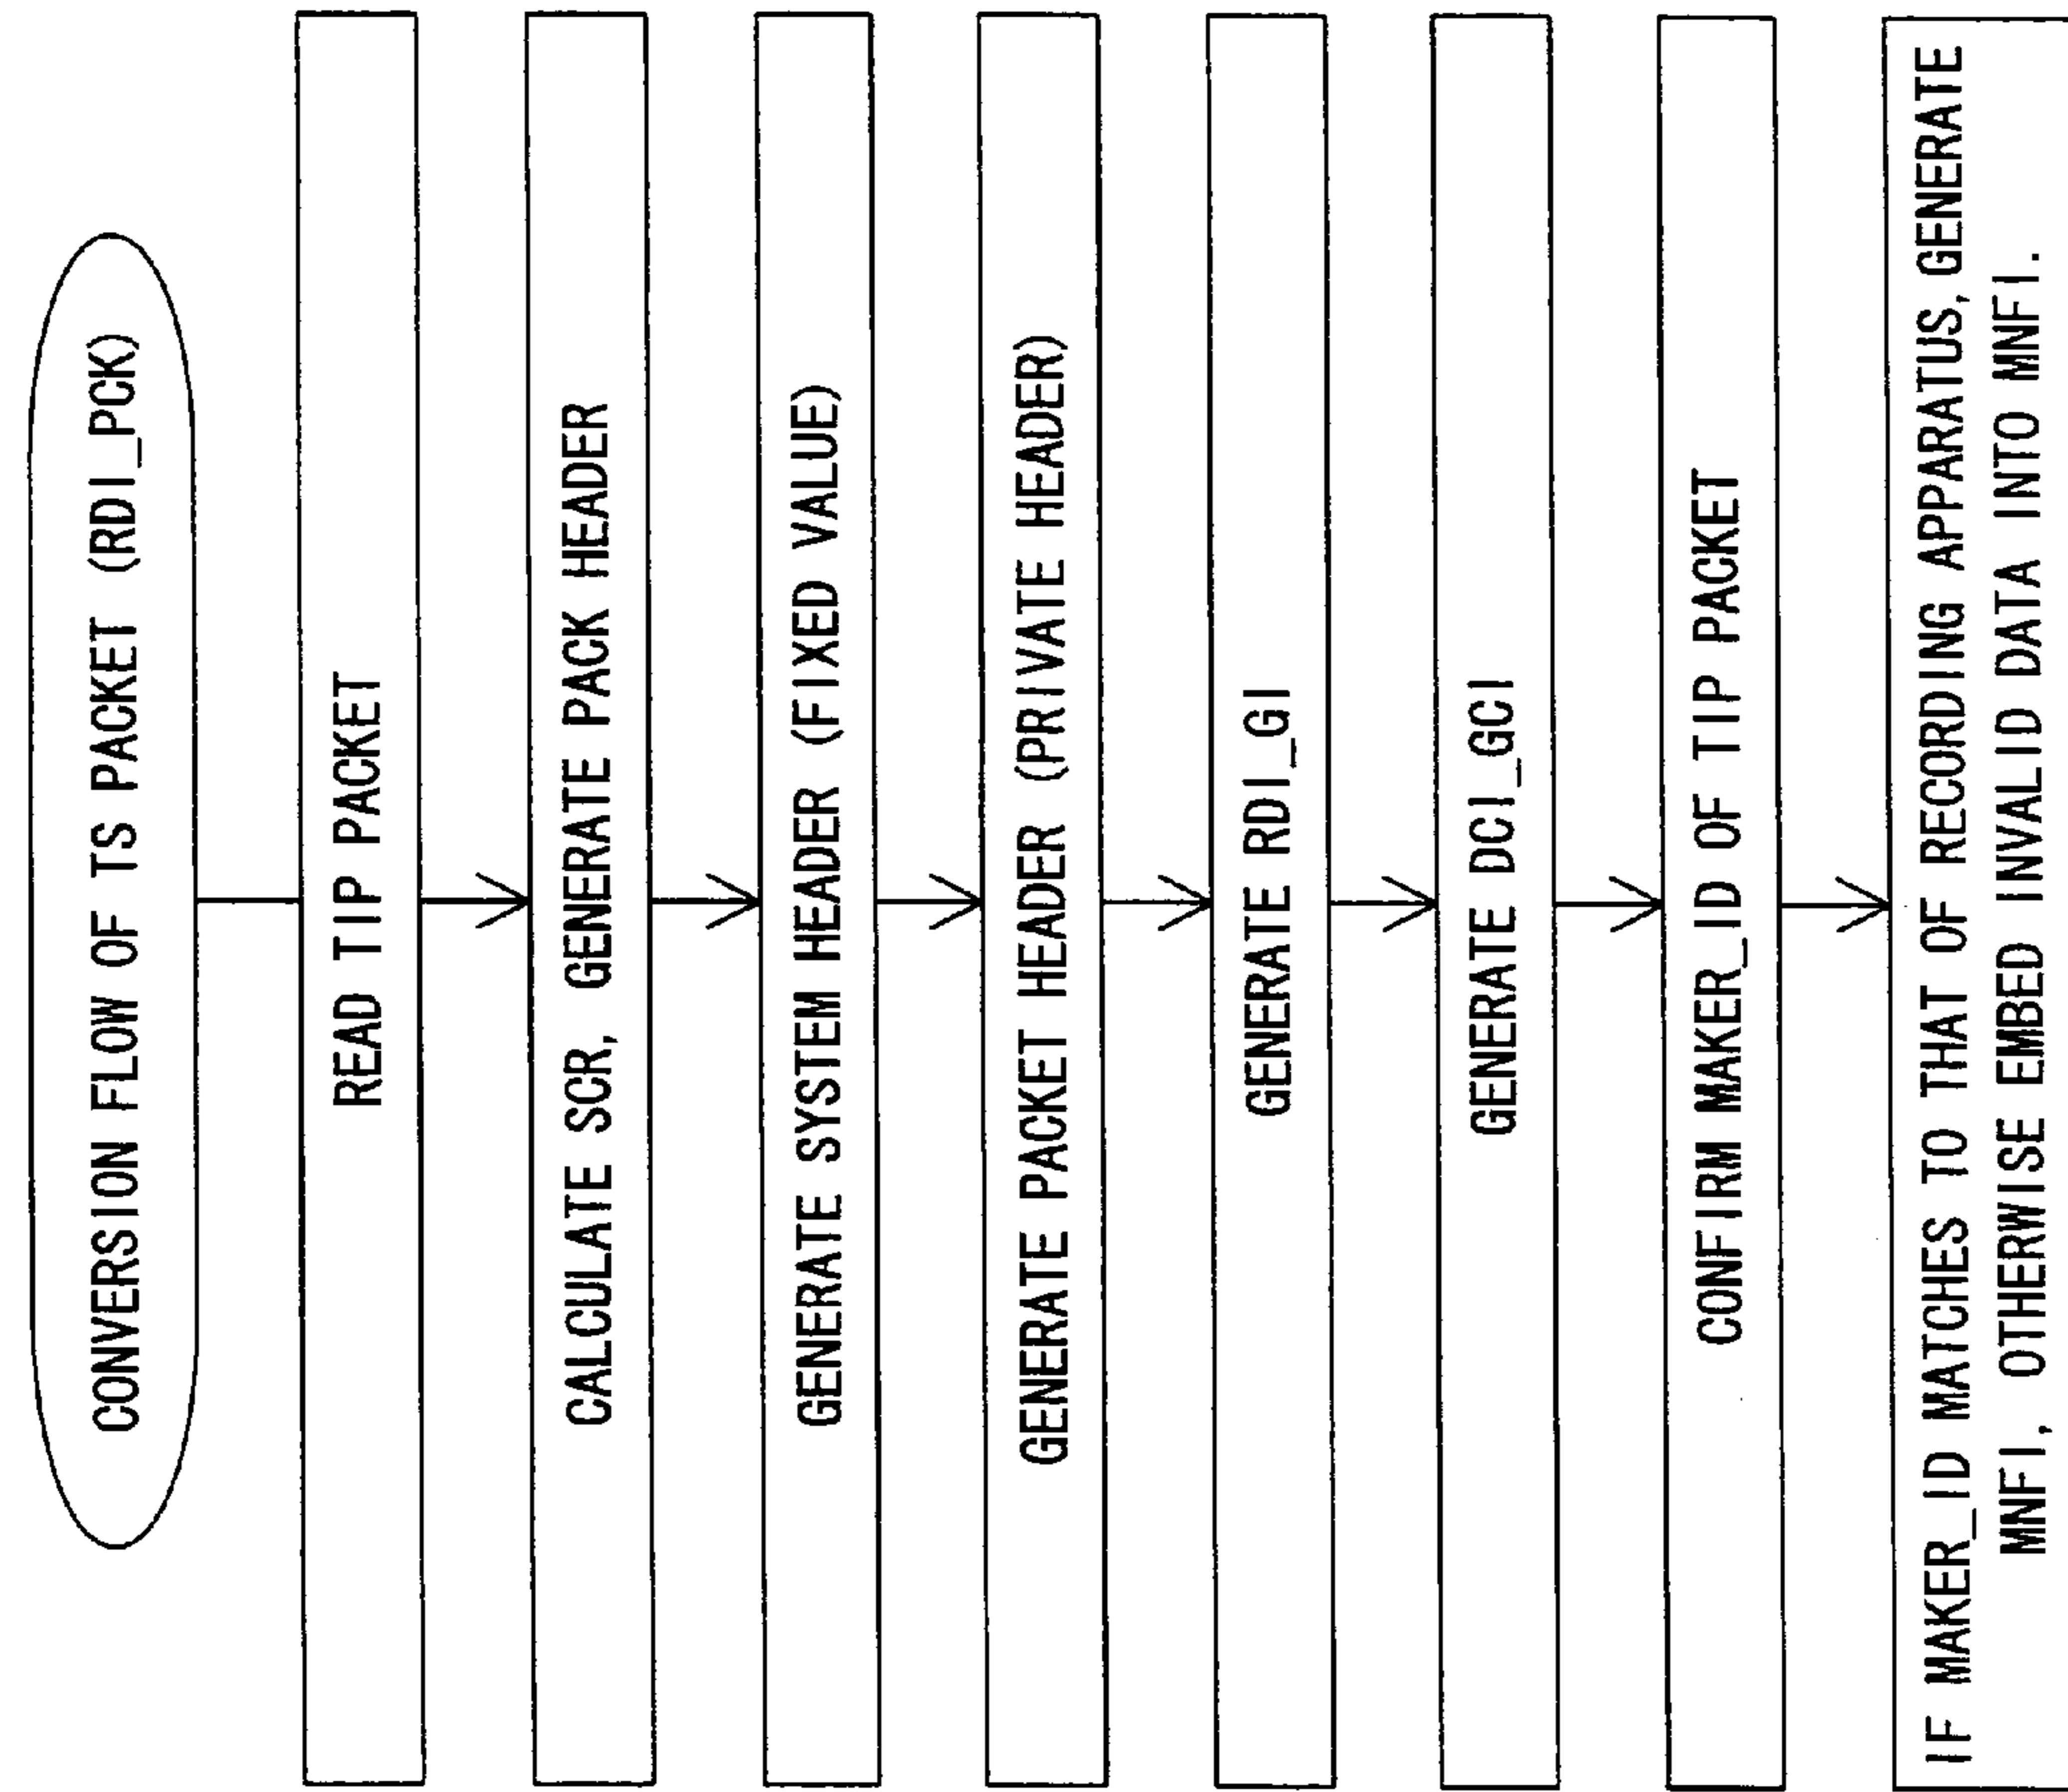 CONVERSION FLOW OF TS PACKET (RDI_PCK)
READ TIP PACKET
CALCULATE SCR, GENERATE PACK HEADER
GENERATE SYSTEM HEADER (FIXED VALUE)
GENERATE PACKET HEADER (PRIVATE HEADER)
GENERATE RDI_GI
GENERATE DCI_GCI
CONFIRM MAKER_ID OF TIP PACKET
IF MAKER_ID MATCHES TO THAT OF RECORDING APPARATUS, GENERATE
MNFI, OTHERWISE EMBED INVALID DATA INTO MNFI.